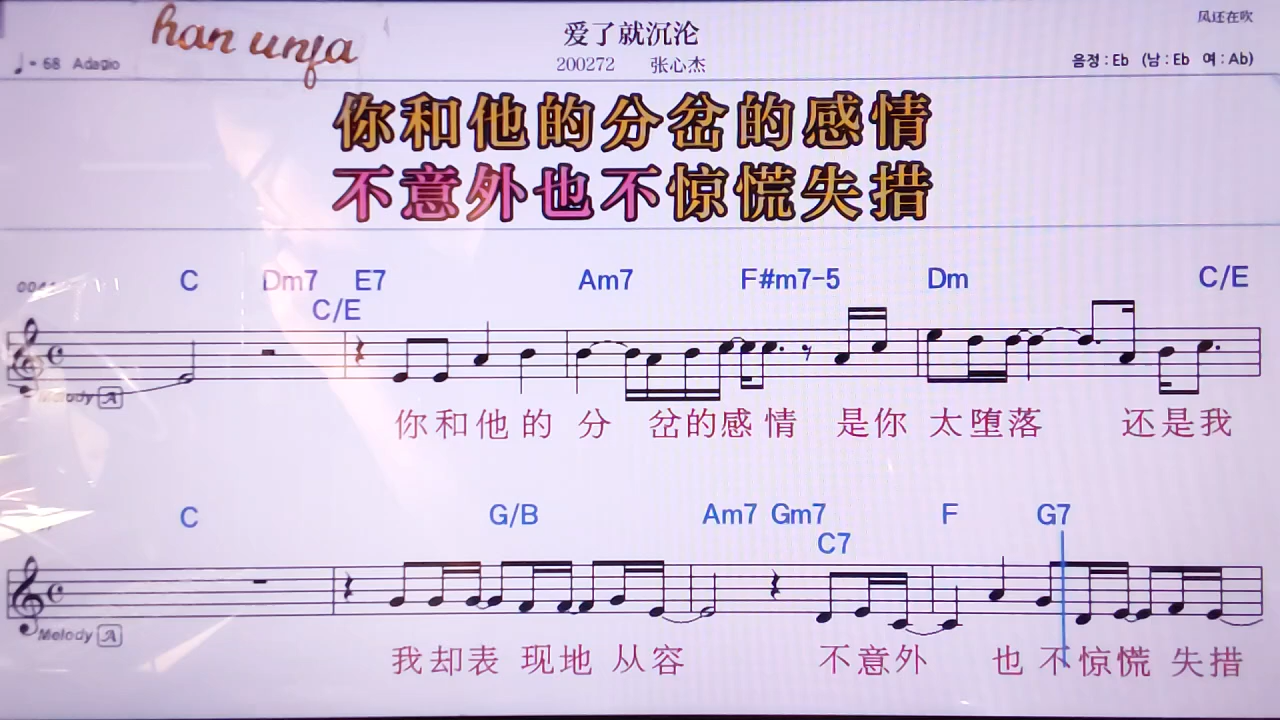 han unja
爱了就沉沦
风还在吹
♩= 68 Adagio
200272 张心杰
음정 : Eb (남 : Eb 여 : Ab)
你和他的分岔的感情
不意外也不惊慌失措
C Dm7 E7 Am7 F#m7-5 Dm C/E
C/E
Melody A
你和他的 分 岔的感情 是你 太堕落 还是我
C G/B Am7 Gm7 F G7
C7
Melody A
我却表 现地 从容 不意外 也 不惊慌 失措